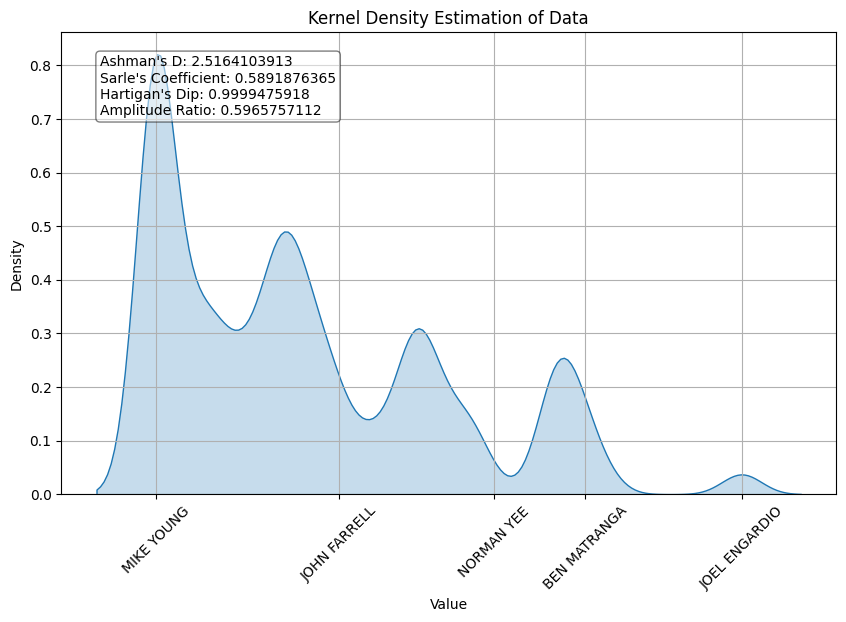 Kernel Density Estimation of Data
Ashman's D: 2.5164103913
Sarle's Coefficient: 0.5891876365
Hartigan's Dip: 0.9999475918
Amplitude Ratio: 0.5965757112
Density
0.8
0.7
0.6
0.5
0.4
0.3
0.2
0.1
0.0
MIKE YOUNG
JOHN FARRELL
NORMAN YEE
BEN MATRANGA
JOEL ENGARDIO
Value